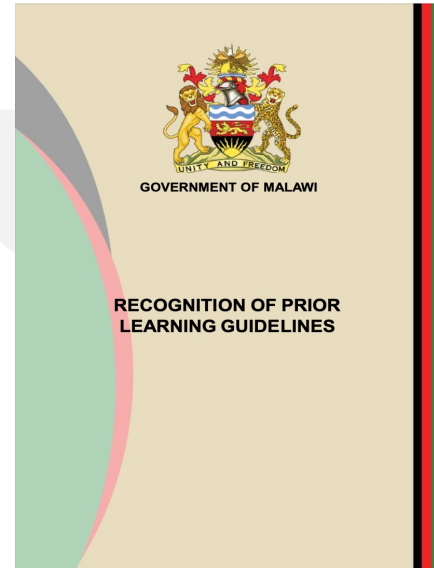 UNITY AND FREEDOM
GOVERNMENT OF MALAWI
RECOGNITION OF PRIOR
LEARNING GUIDELINES